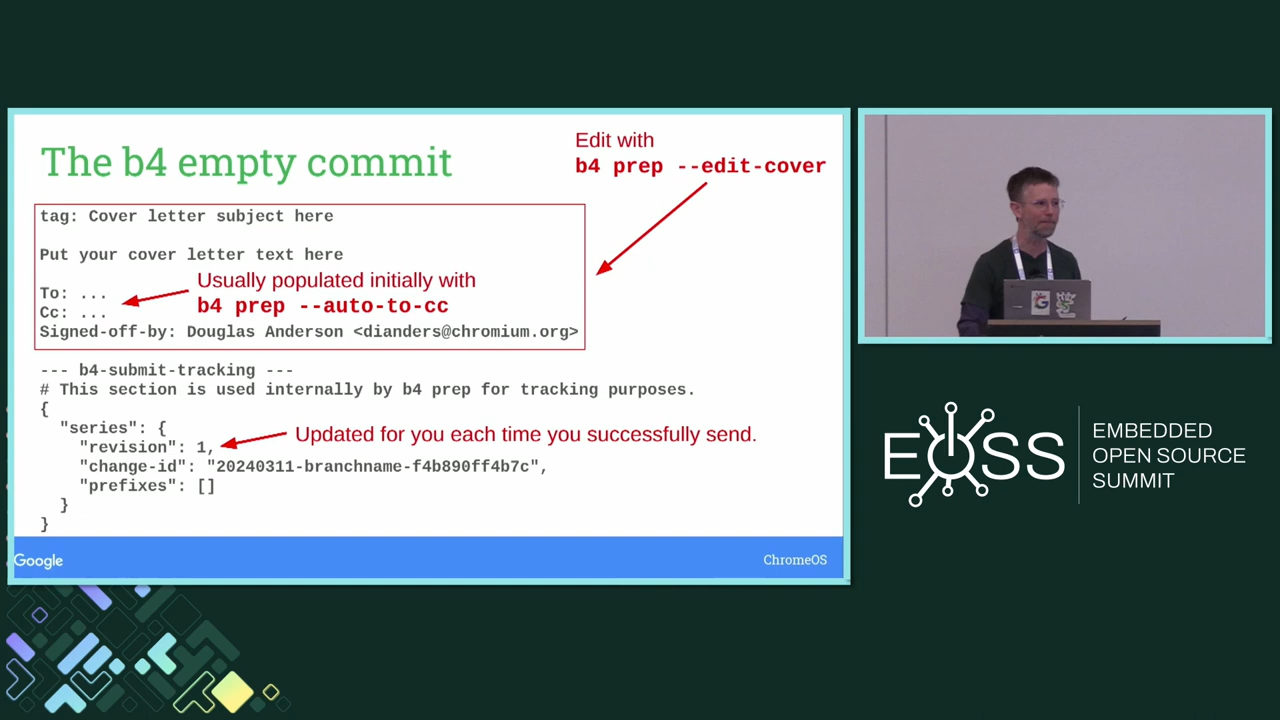 The b4 empty commit
Edit with
b4 prep --edit-cover
tag: Cover letter subject here
Put your cover letter text here
Usually populated initially with
To: ...
b4 prep --auto-to-cc
Cc: ...
Signed-off-by: Douglas Anderson <dianders@chromium.org>
--- b4-submit-tracking ---
# This section is used internally by b4 prep for tracking purposes.
{
"series": {
"revision": 1,
Updated for you each time you successfully send.
"change-id": "20240311-branchname-f4b890ff4b7c",
"prefixes": []
}
}
Google
ChromeOS
EOSS
EMBEDDED
OPEN SOURCE
SUMMIT